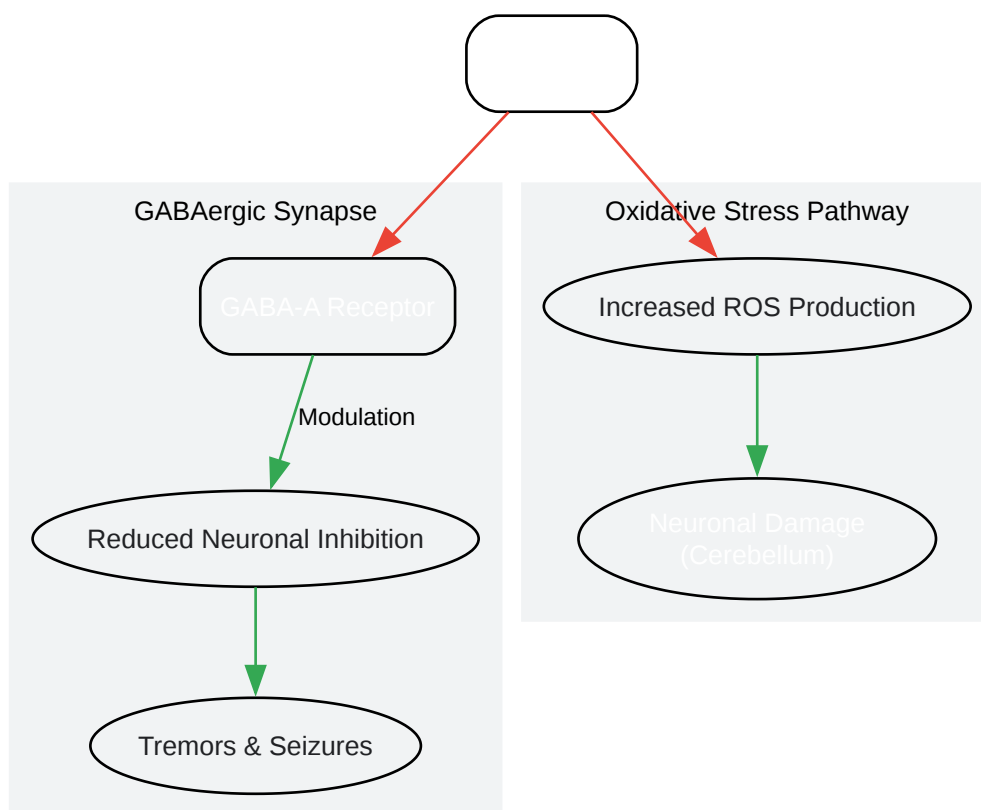 GABAergic Synapse
Oxidative Stress Pathway
GABA-A Receptor
Increased ROS Production
Modulation
Reduced Neuronal Inhibition
Neuronal Damage
(Cerebellum)
Tremors & Seizures